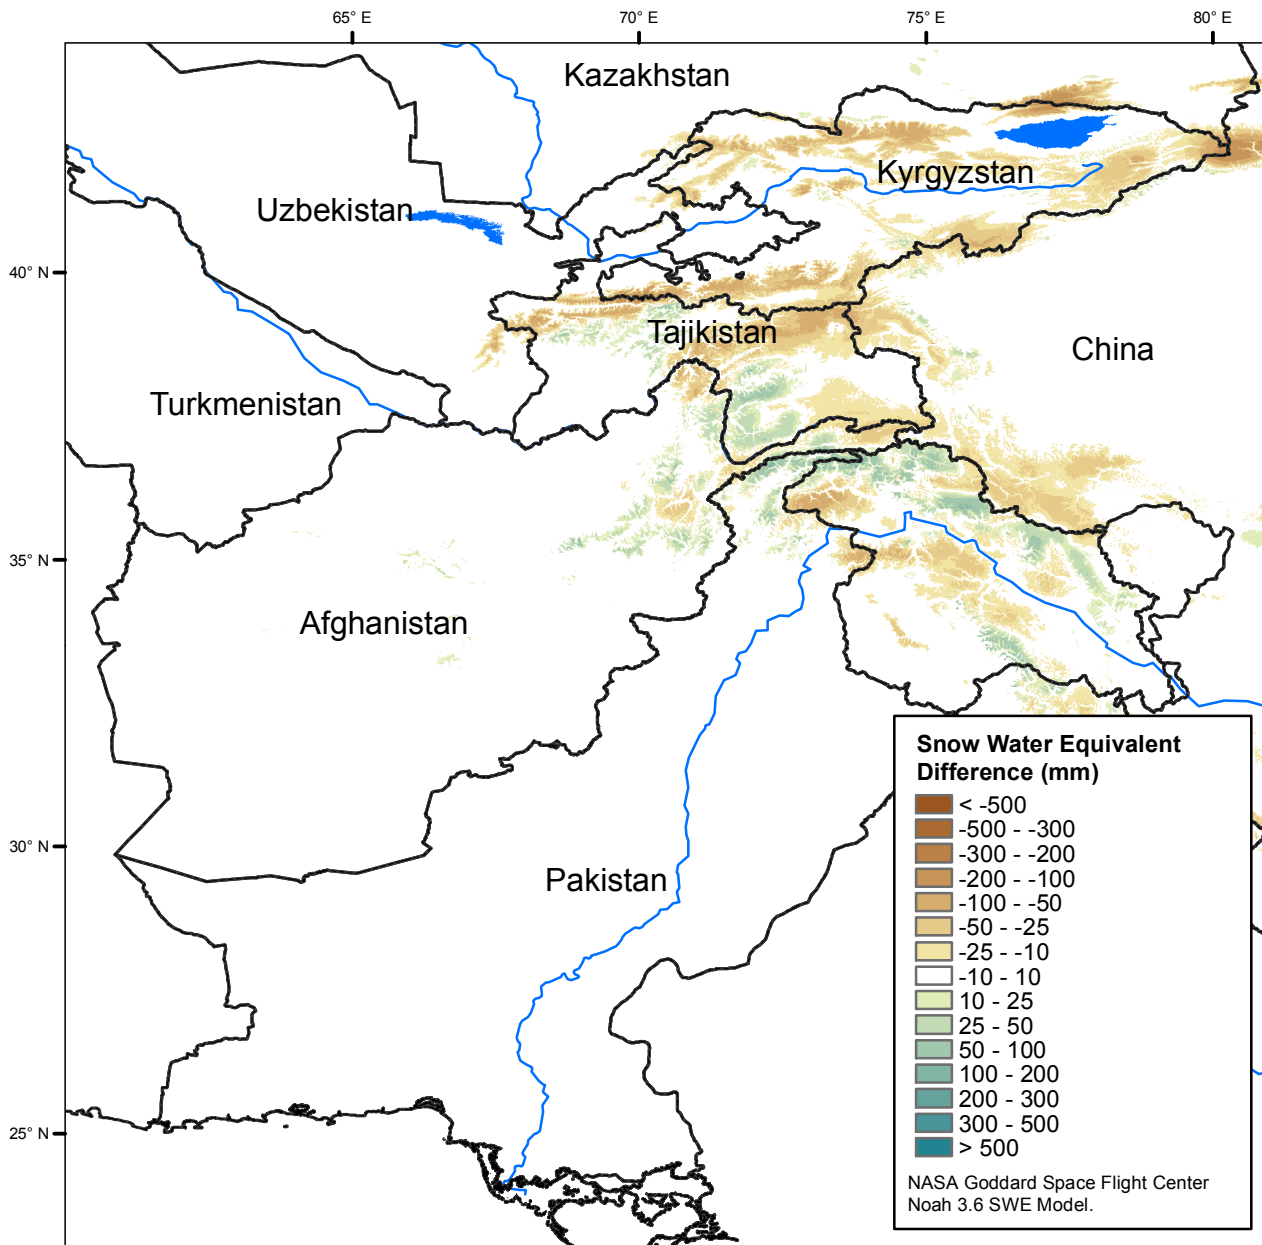 65° E
70° E
75° E
80° E
Kazakhstan
Kyrgyzstan
Uzbekistan
40° N
Tajikistan
China
Turkmenistan
35° N
Afghanistan
30° N
Pakistan
25° N
Snow Water Equivalent
Difference (mm)
< -500
-500 - -300
-300 - -200
-200 - -100
-100 - -50
-50 - -25
-25 - -10
-10 - 10
10 - 25
25 - 50
50 - 100
100 - 200
200 - 300
300 - 500
> 500
NASA Goddard Space Flight Center
Noah 3.6 SWE Model.